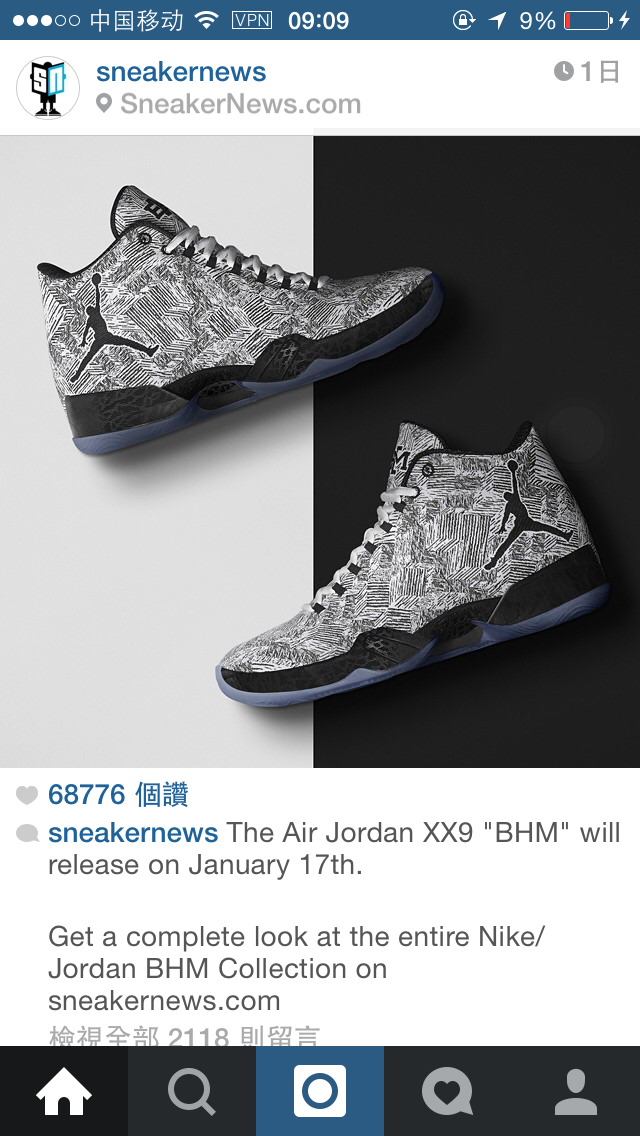 中国移动 VPN 09:09 9%
sneakernews 1日
SneakerNews.com
68776 個讚
sneakernews The Air Jordan XX9 "BHM" will
release on January 17th.
Get a complete look at the entire Nike/
Jordan BHM Collection on
sneakernews.com
檢視全部 2118 則留言